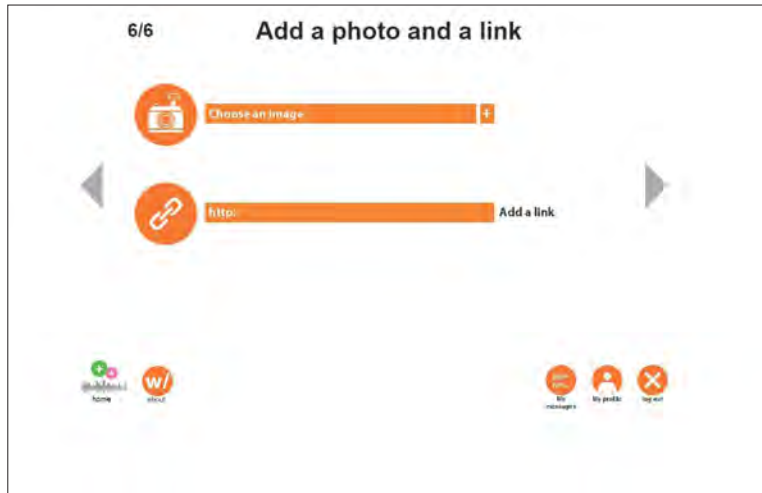 6/6 Add a photo and a link
Choose an image +
http: Add a link
home
w/
about
My messages
My profile
log out